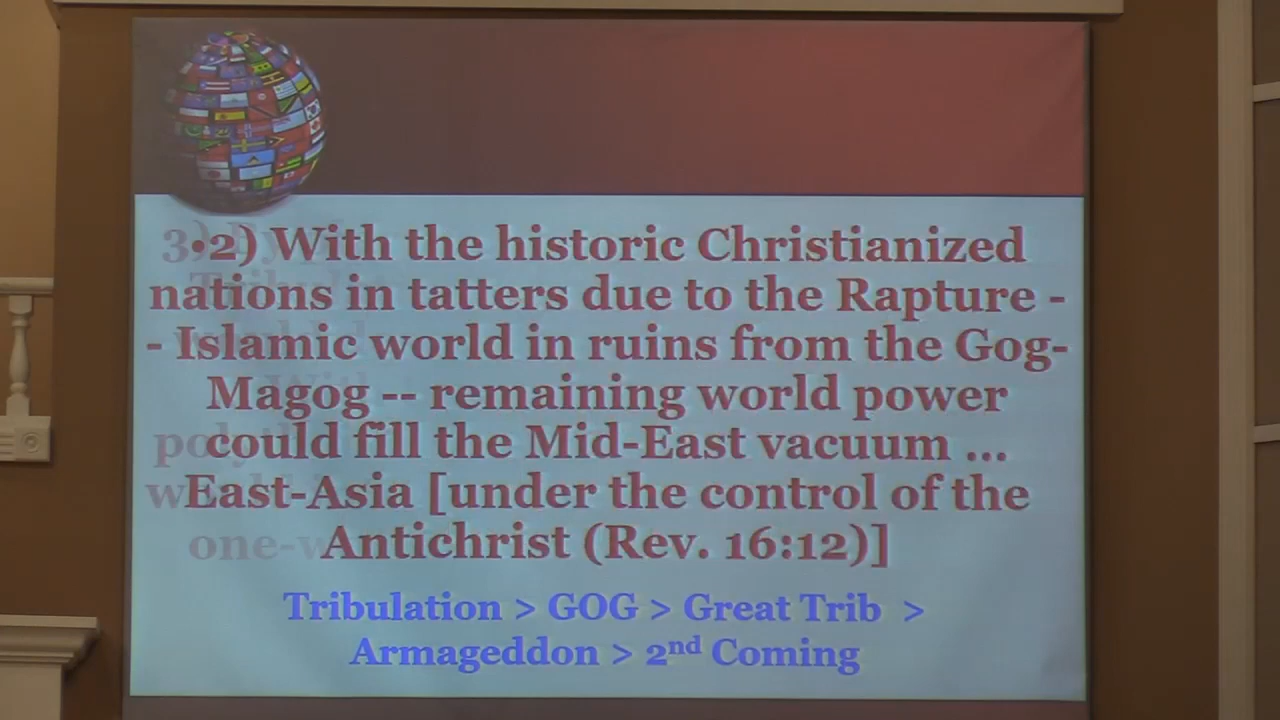 •2) With the historic Christianized
nations in tatters due to the Rapture -
- Islamic world in ruins from the Gog-
Magog -- remaining world power
could fill the Mid-East vacuum ...
East-Asia [under the control of the
Antichrist (Rev. 16:12)]
Tribulation > GOG > Great Trib >
Armageddon > 2nd Coming